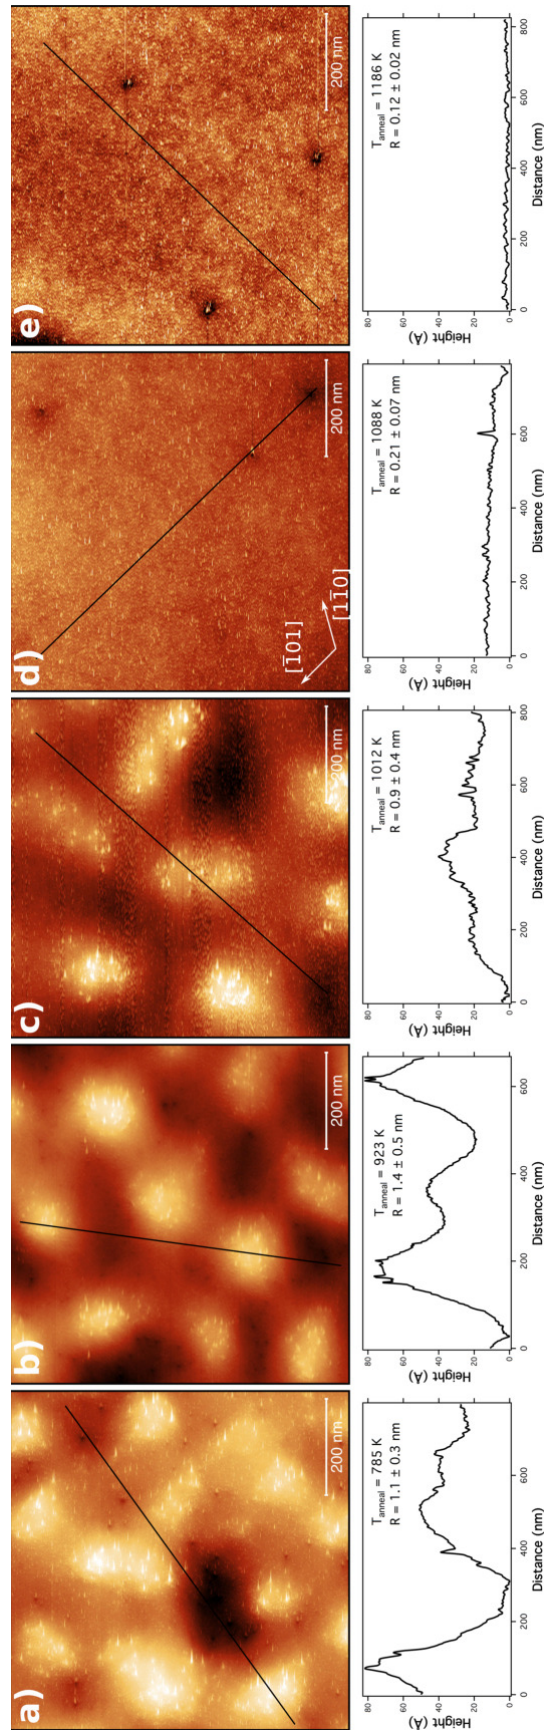 a)
200 nm
b)
200 nm
c)
200 nm
d)
[1̅01]
[11̅0]
200 nm
e)
200 nm
T_anneal = 785 K
R = 1.1 ± 0.3 nm
Height (Å)
80
60
40
20
0
0 200 400 600
Distance (nm)
T_anneal = 923 K
R = 1.4 ± 0.5 nm
Height (Å)
80
60
40
20
0
0 200 400 600
Distance (nm)
T_anneal = 1012 K
R = 0.9 ± 0.4 nm
Height (Å)
80
60
40
20
0
0 200 400 600 800
Distance (nm)
T_anneal = 1088 K
R = 0.21 ± 0.07 nm
Height (Å)
80
60
40
20
0
0 200 400 600
Distance (nm)
T_anneal = 1186 K
R = 0.12 ± 0.02 nm
Height (Å)
80
60
40
20
0
0 200 400 600 800
Distance (nm)